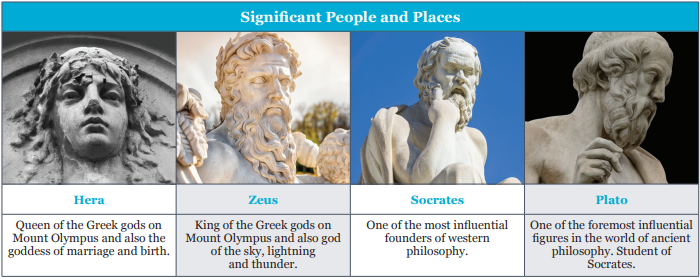 Significant People and Places
Hera
Zeus
Socrates
Plato
Queen of the Greek gods on
Mount Olympus and also the
goddess of marriage and birth.
King of the Greek gods on
Mount Olympus and also god
of the sky, lightning
and thunder.
One of the most influential
founders of western
philosophy.
One of the foremost influential
figures in the world of ancient
philosophy. Student of
Socrates.